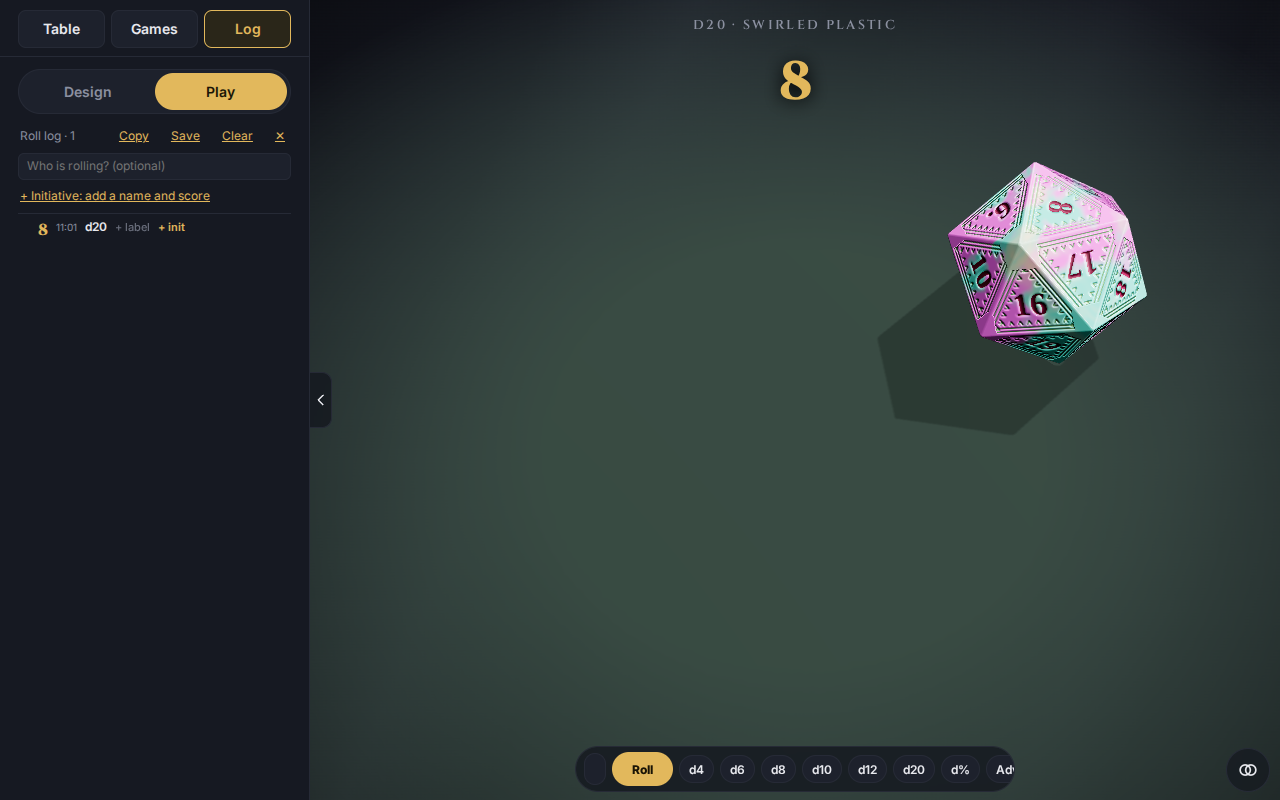 Table Games Log
D20 · SWIRLED PLASTIC
8
Design Play
Roll log · 1 Copy Save Clear ×
Who is rolling? (optional)
+ Initiative: add a name and score
8 11:01 d20 + label + init
9. 8
10 17 18
16
Roll d4 d6 d8 d10 d12 d20 d%